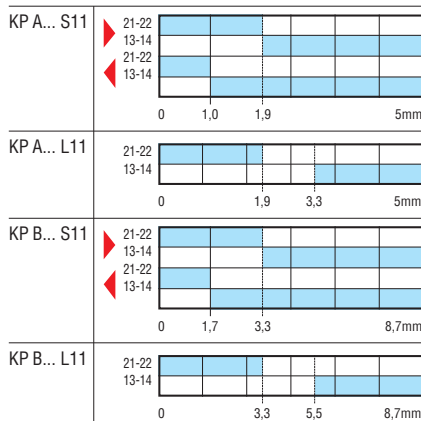 KP A... S11
21-22
13-14
21-22
13-14
0 1,0 1,9 5mm
KP A... L11
21-22
13-14
0 1,9 3,3 5mm
KP B... S11
21-22
13-14
21-22
13-14
0 1,7 3,3 8,7mm
KP B... L11
21-22
13-14
0 3,3 5,5 8,7mm